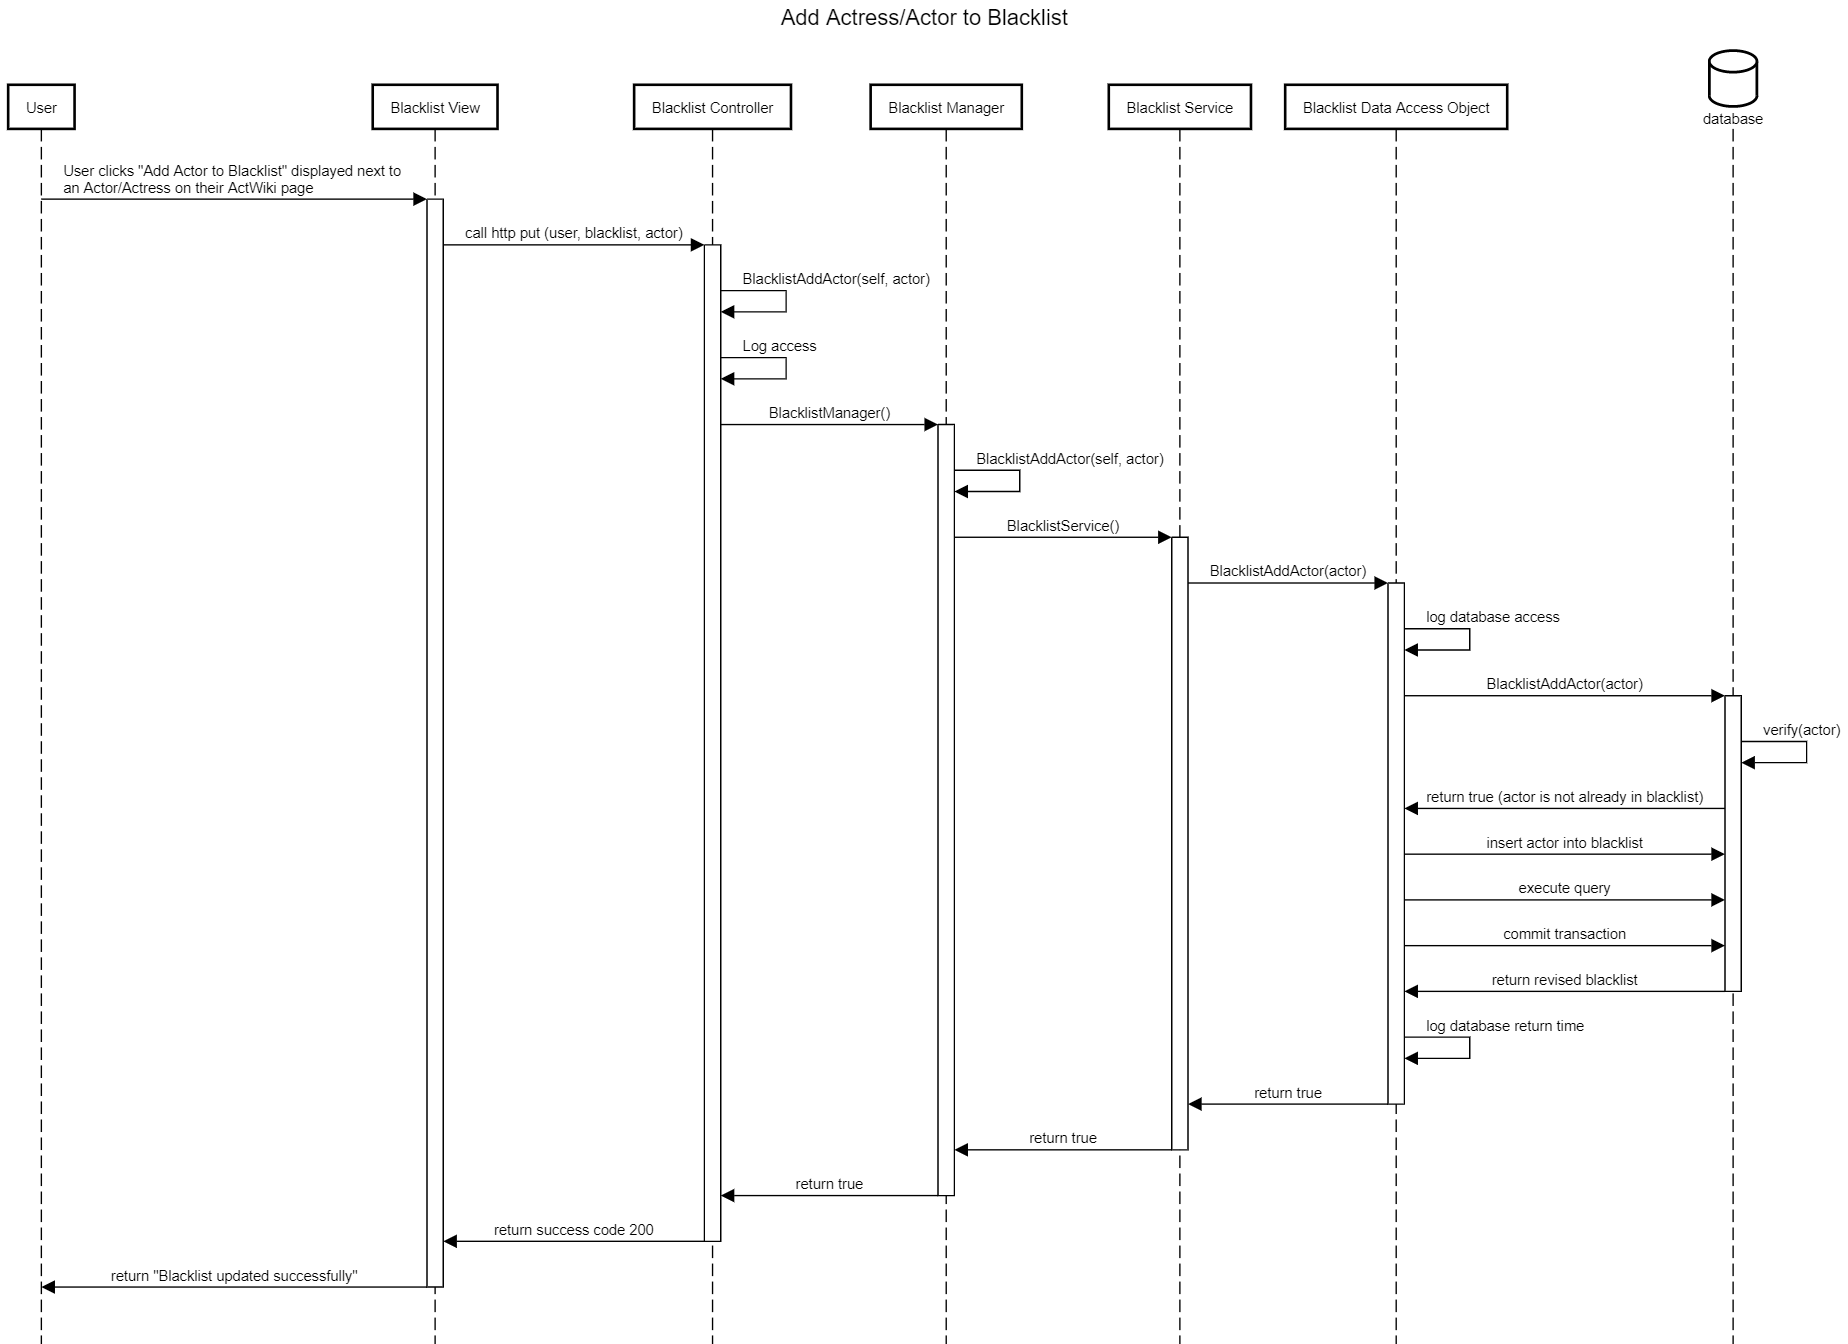 Add Actress/Actor to Blacklist
User
Blacklist View
Blacklist Controller
Blacklist Manager
Blacklist Service
Blacklist Data Access Object
database
User clicks "Add Actor to Blacklist" displayed next to
an Actor/Actress on their ActWiki page
call http put (user, blacklist, actor)
BlacklistAddActor(self, actor)
Log access
BlacklistManager()
BlacklistAddActor(self, actor)
BlacklistService()
BlacklistAddActor(actor)
log database access
BlacklistAddActor(actor)
verify(actor)
return true (actor is not already in blacklist)
insert actor into blacklist
execute query
commit transaction
return revised blacklist
log database return time
return true
return true
return true
return success code 200
return "Blacklist updated successfully"